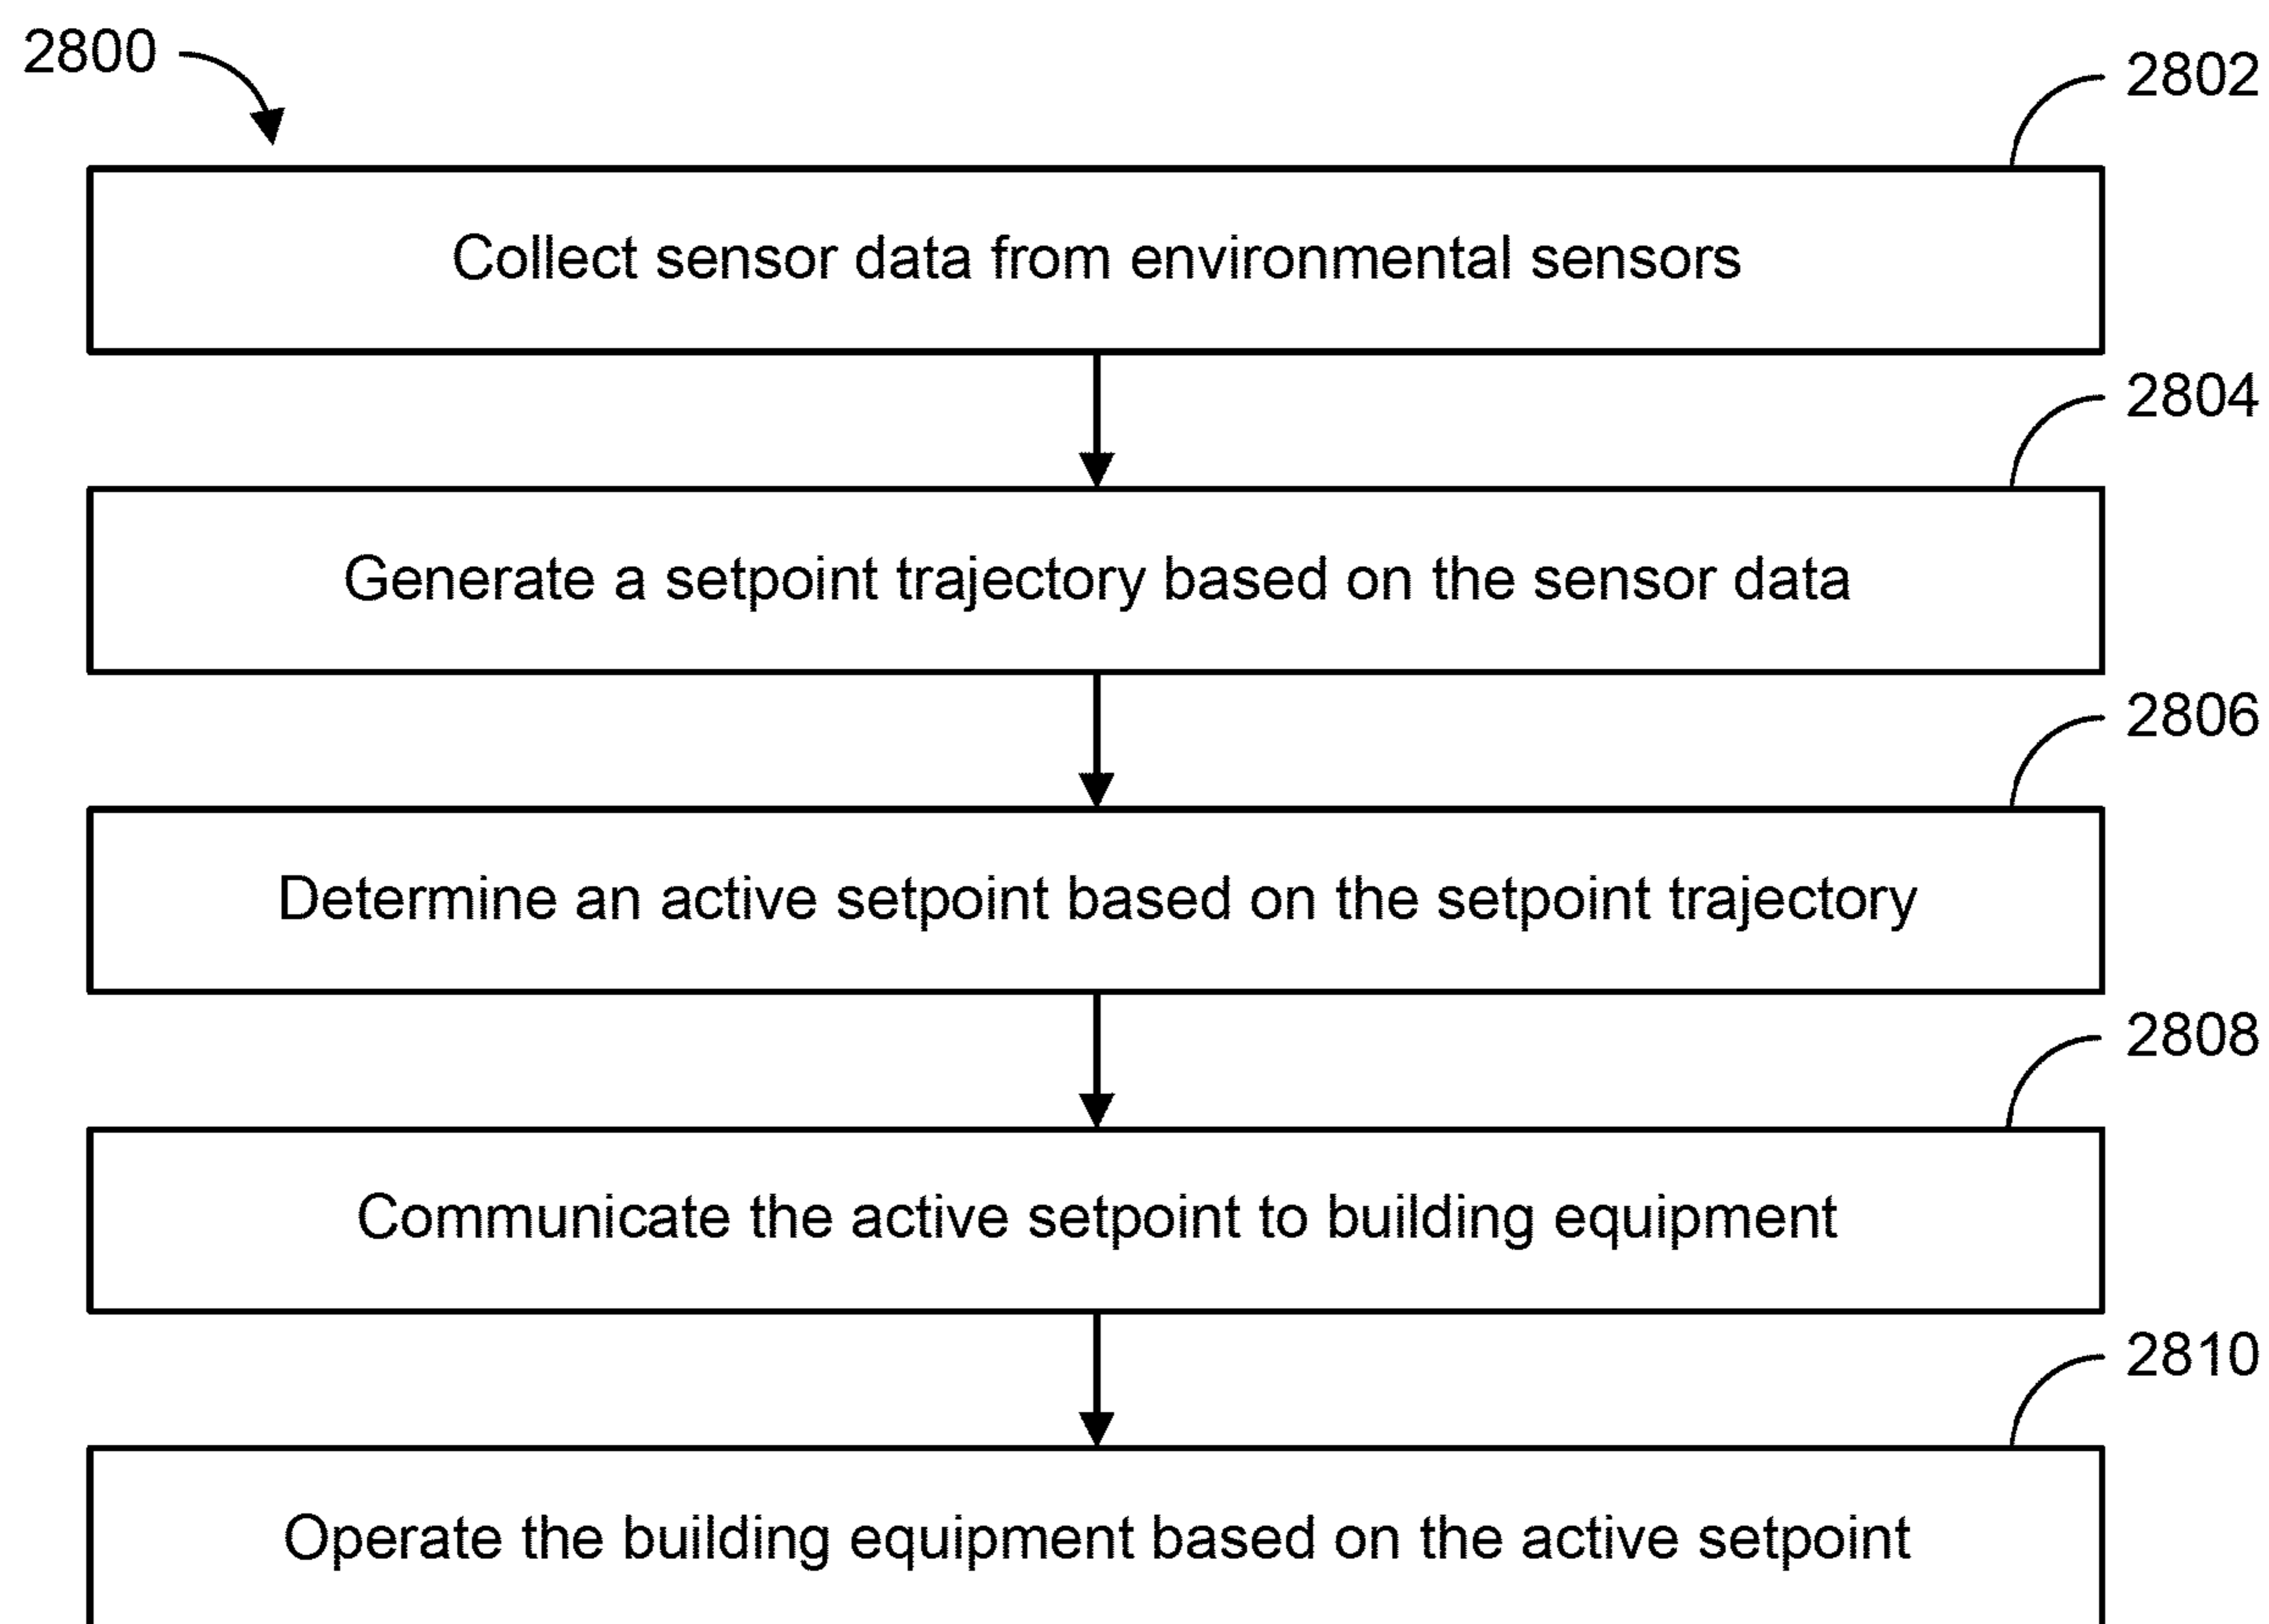 2800
2802
Collect sensor data from environmental sensors
2804
Generate a setpoint trajectory based on the sensor data
2806
Determine an active setpoint based on the setpoint trajectory
2808
Communicate the active setpoint to building equipment
2810
Operate the building equipment based on the active setpoint